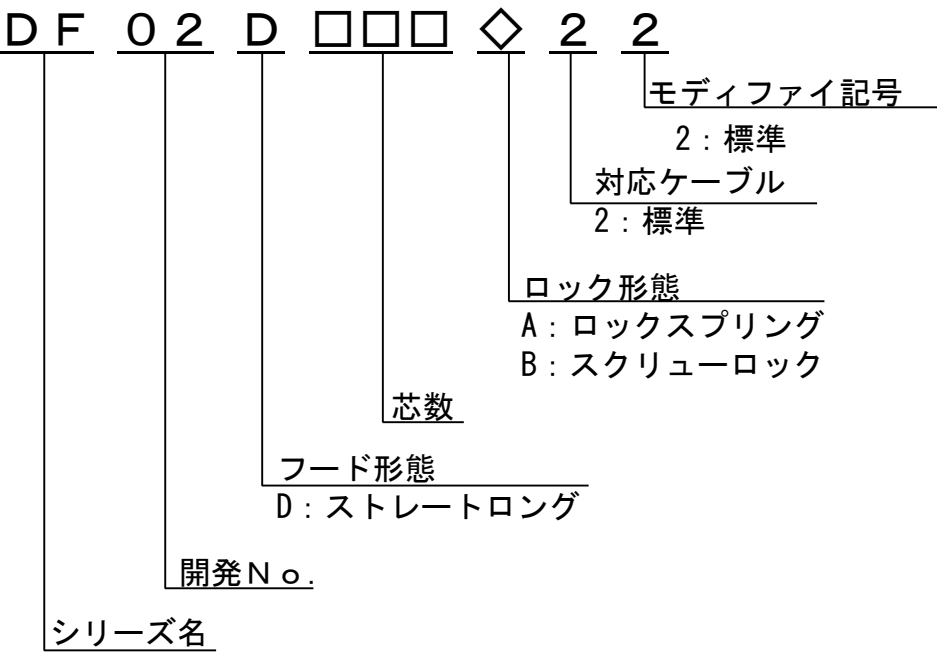 ＤＦ ０２ Ｄ □□□ ◇ ２ ２
モディファイ記号
2：標準
対応ケーブル
2：標準
ロック形態
A：ロックスプリング
B：スクリューロック
芯数
フード形態
D：ストレートロング
開発Ｎｏ.
シリーズ名